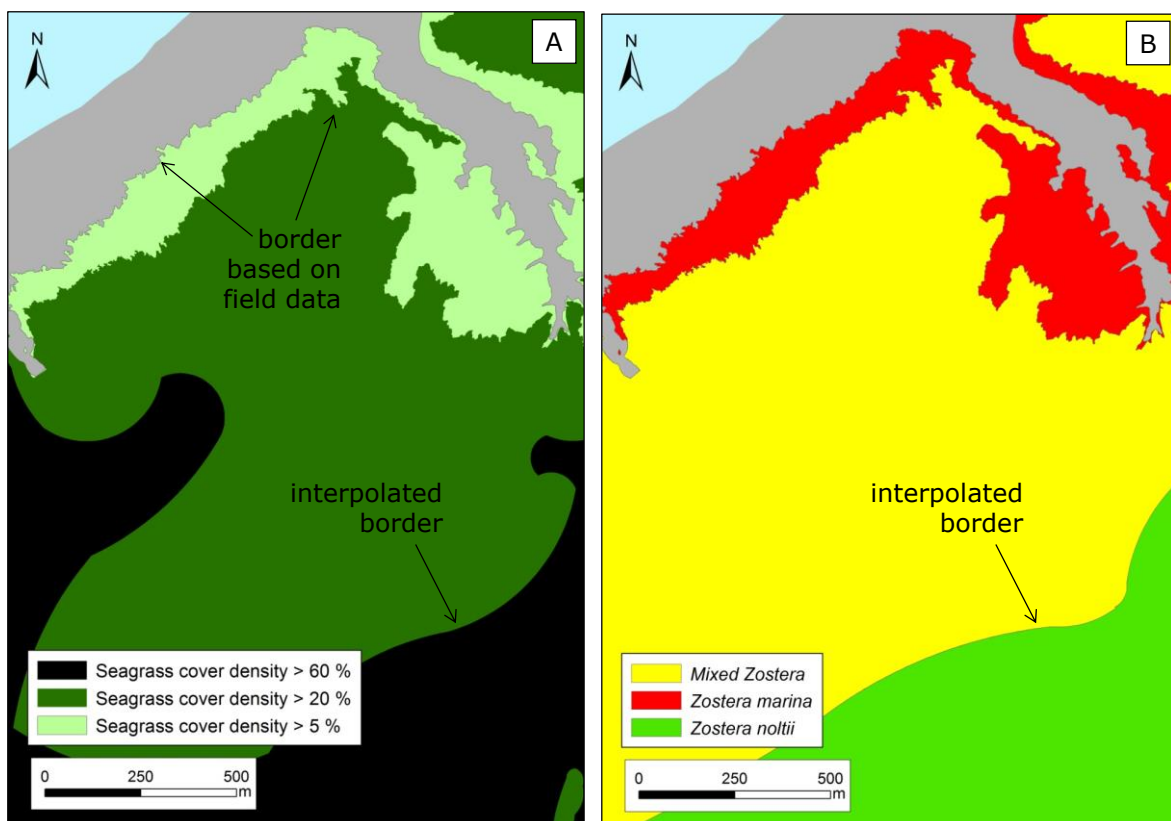 N
A
border
based on
field data
interpolated
border
Seagrass cover density > 60 %
Seagrass cover density > 20 %
Seagrass cover density > 5 %
0 250 500
m
N
B
interpolated
border
Mixed Zostera
Zostera marina
Zostera noltii
0 250 500
m